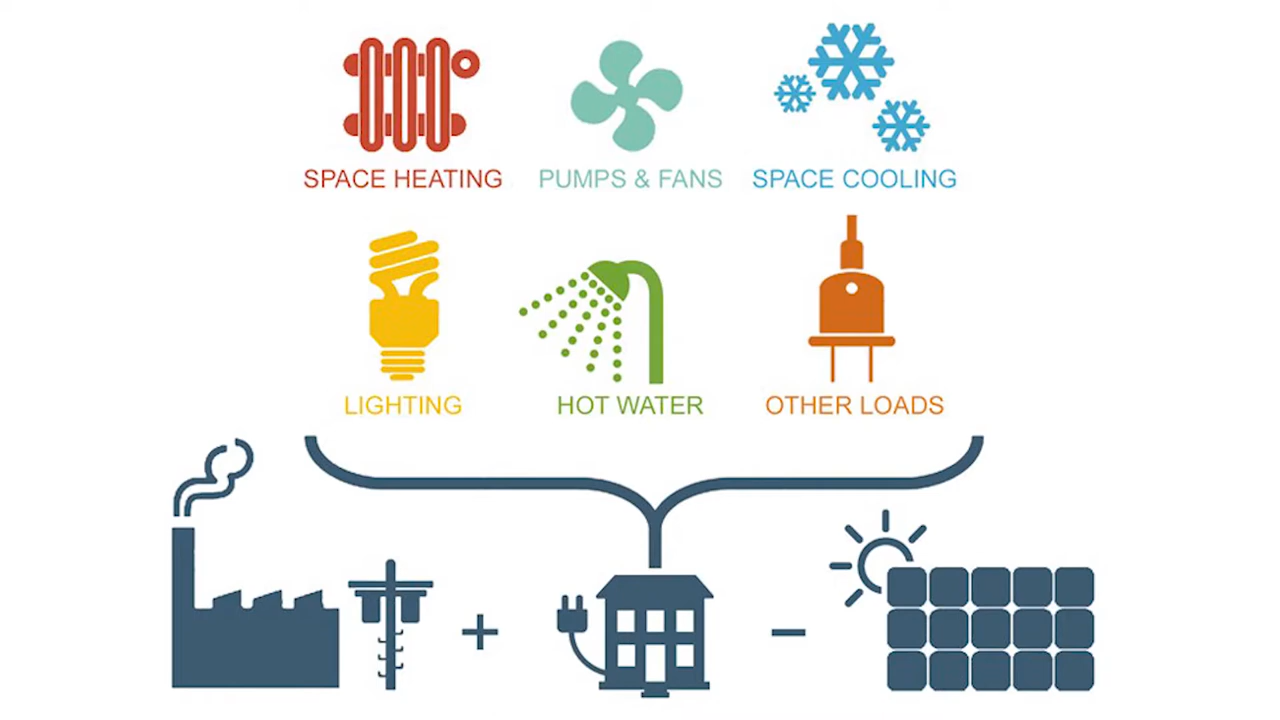 SPACE HEATING
PUMPS & FANS
SPACE COOLING
LIGHTING
HOT WATER
OTHER LOADS
+
−